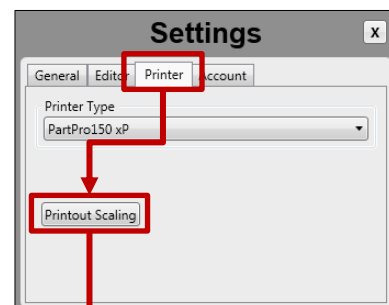 Settings
x
General Editor Printer Account
Printer Type
PartPro150 xP
Printout Scaling